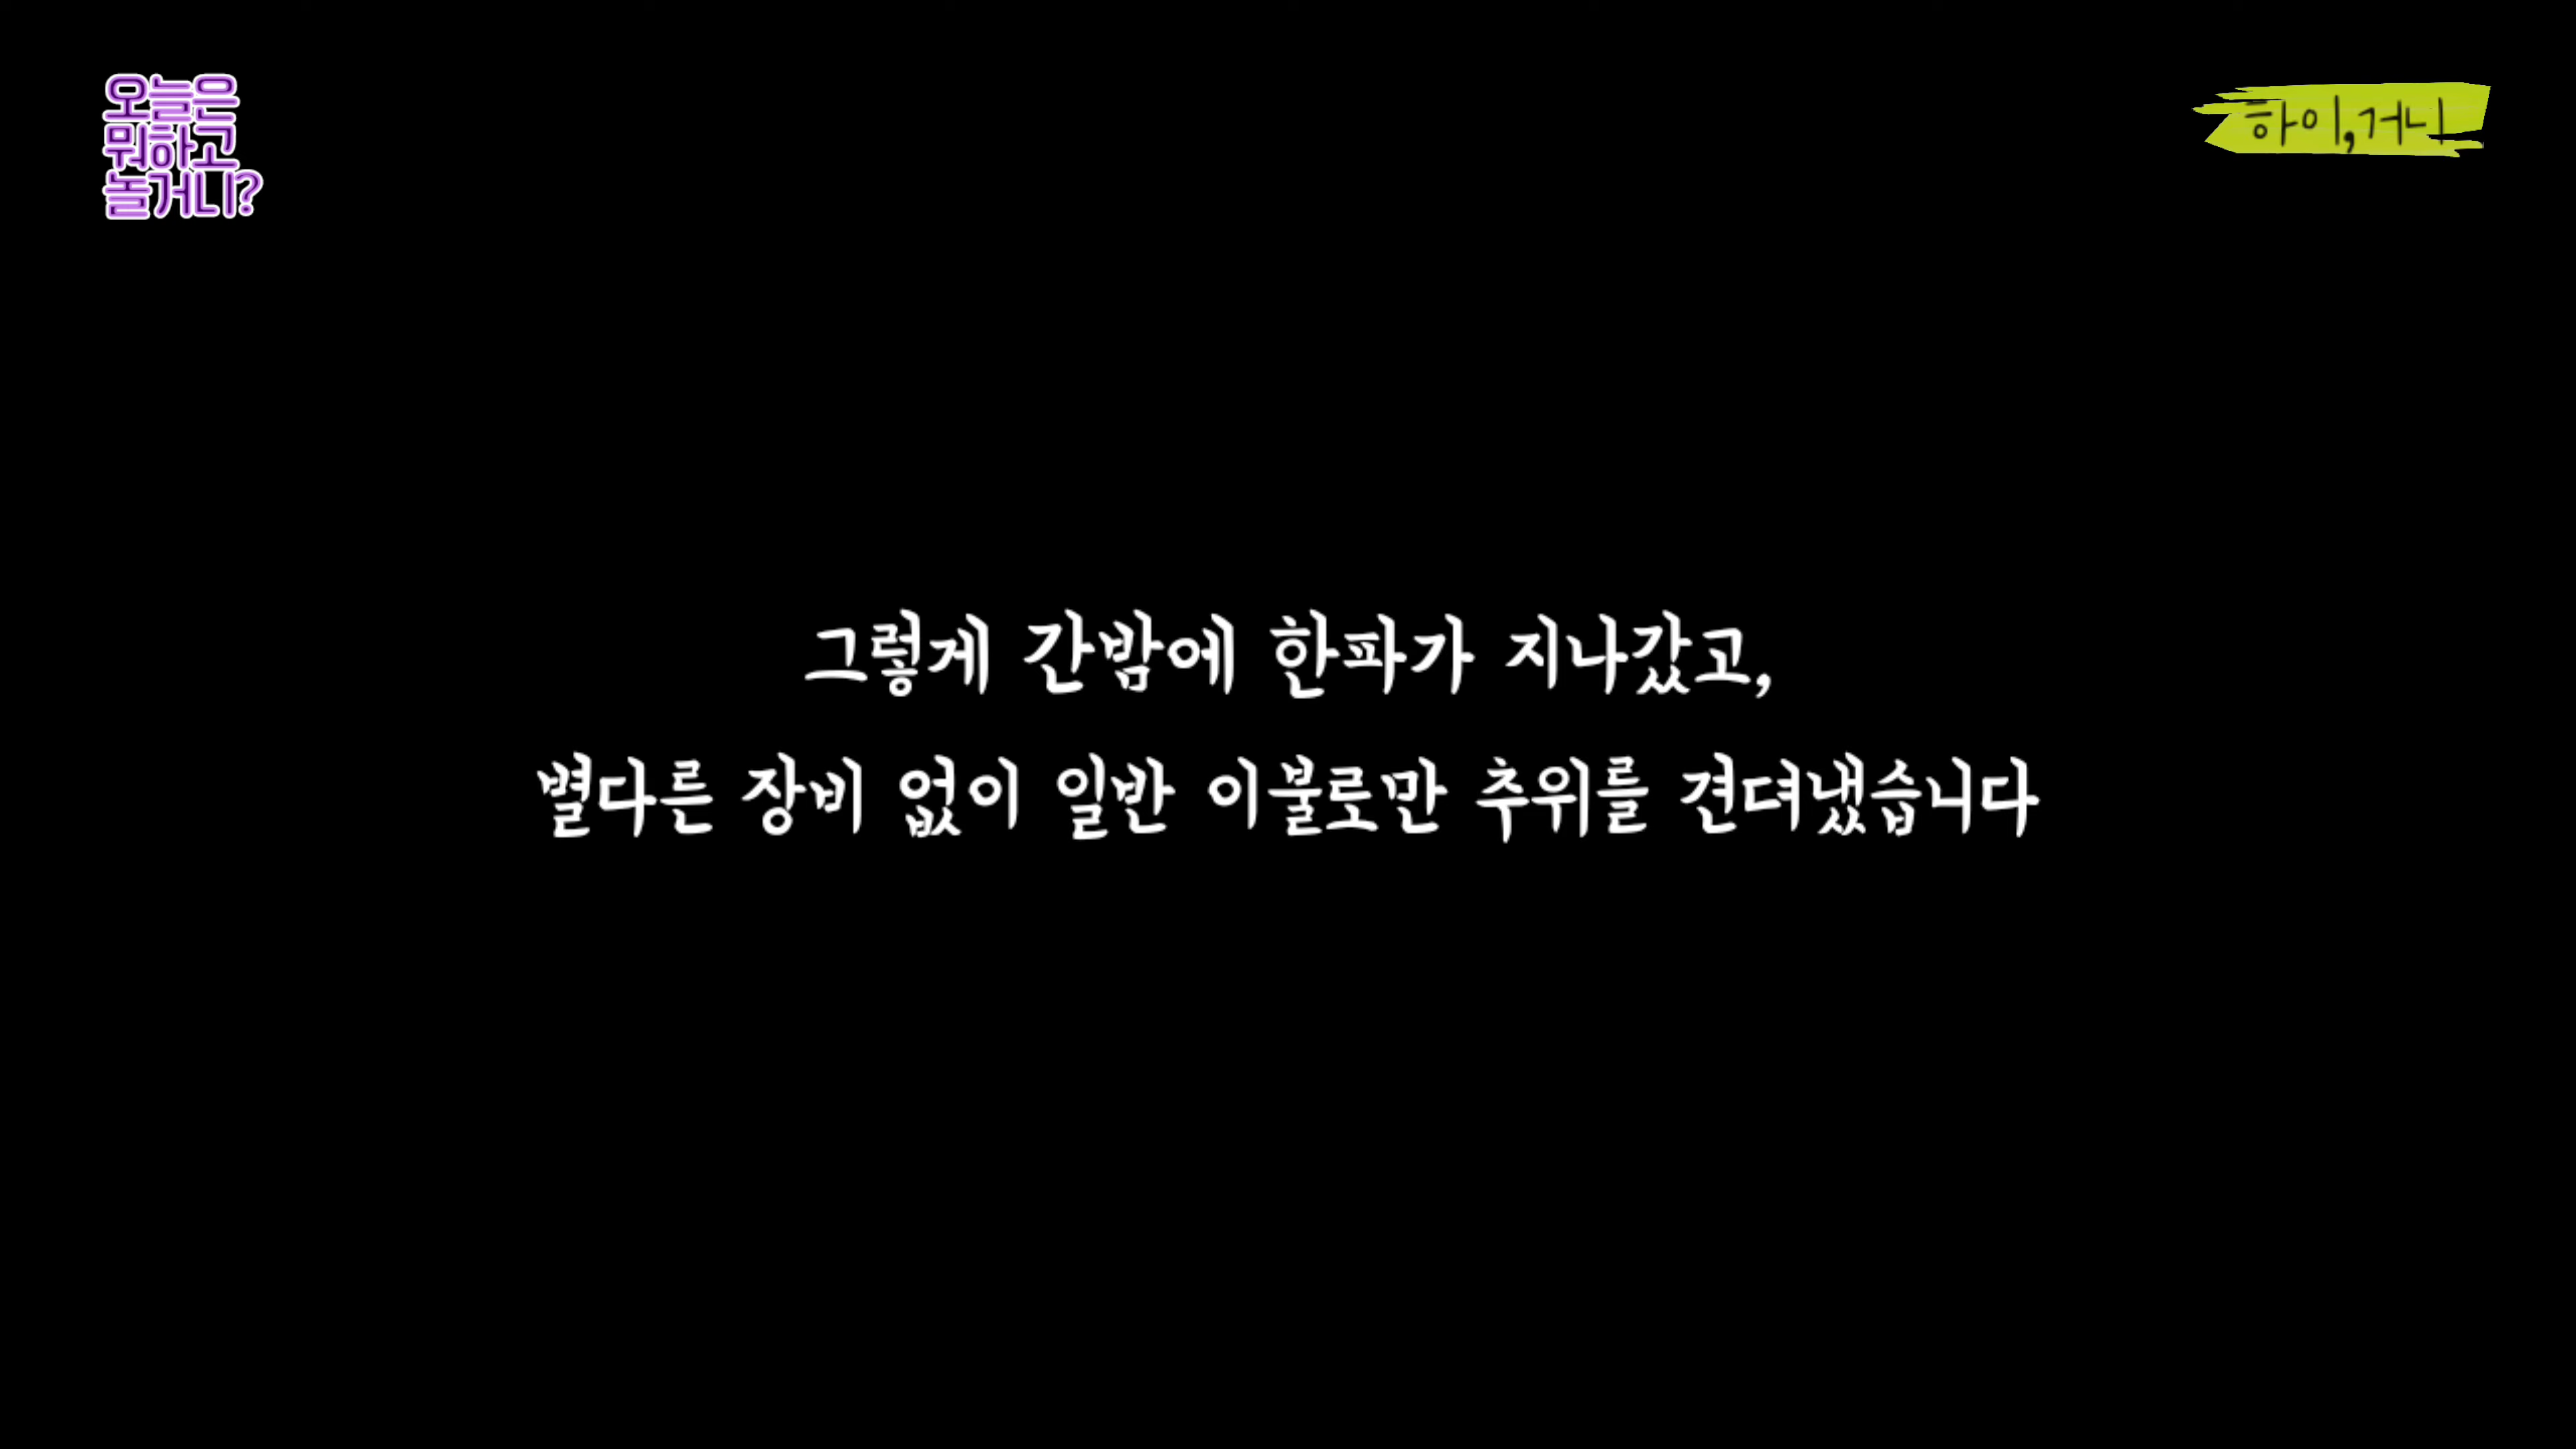 오늘은
뭐하고
놀거니?
하이,거니
그렇게 간밤에 한파가 지나갔고,
별다른 장비 없이 일반 이불로만 추위를 견뎌냈습니다